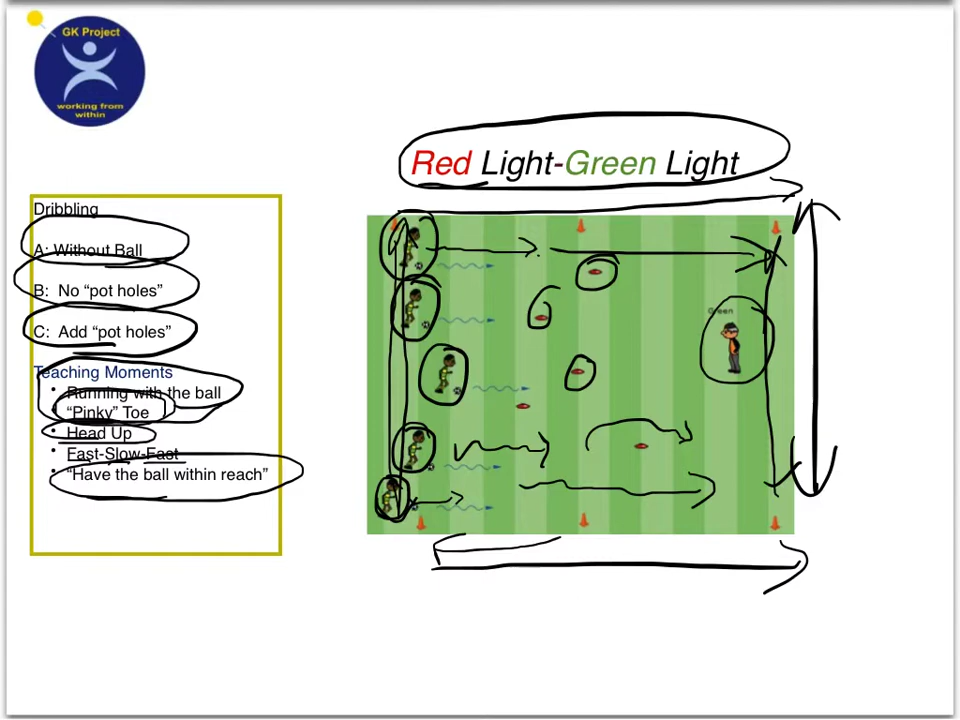 GK Project
working from
within
Red Light-Green Light
Dribbling
A: Without Ball
B: No “pot holes”
C: Add “pot holes”
Teaching Moments
• Running with the ball
• “Pinky” Toe
• Head Up
• Fast-Slow-Fast
• “Have the ball within reach”
Green